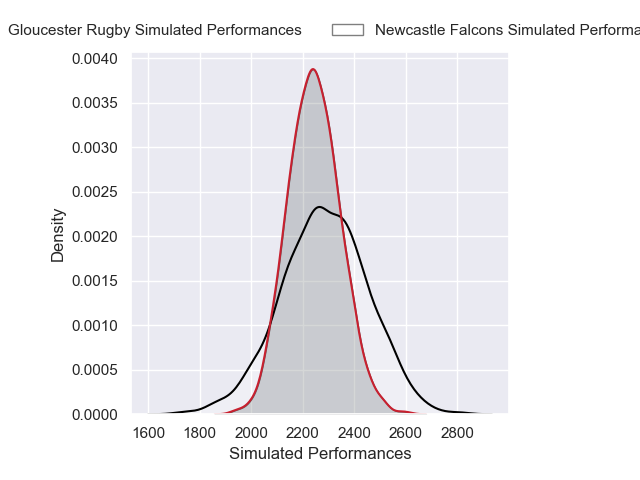 Gloucester Rugby Simulated Performances
Newcastle Falcons Simulated
0.0040
0.0035
0.0030
0.0025
0.0020
0.0015
0.0010
0.0005
0.0000
Density
1600 1800 2000 2200 2400 2600 2800
Simulated Performances